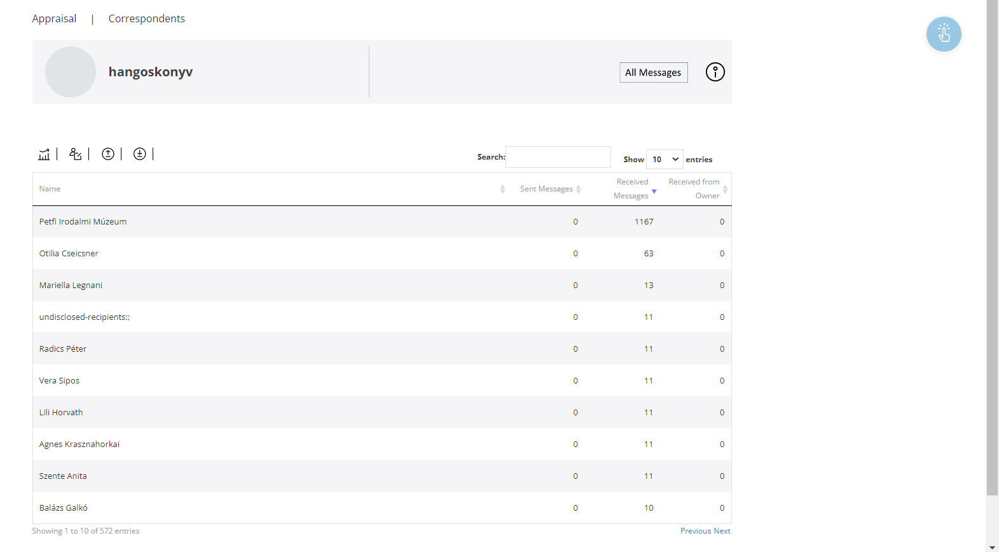 Appraisal | Correspondents
hangoskonyv
All Messages
Search:
Show 10 entries
Name Sent Messages Received Messages Received from Owner
Petfi Irodalmi Múzeum 0 1167 0
Otilia Cseicsner 0 63 0
Mariella Legnani 0 13 0
undisclosed-recipients:; 0 11 0
Radics Péter 0 11 0
Vera Sipos 0 11 0
Lili Horvath 0 11 0
Agnes Krasznahorkai 0 11 0
Szente Anita 0 11 0
Balázs Galkó 0 10 0
Showing 1 to 10 of 572 entries
Previous Next